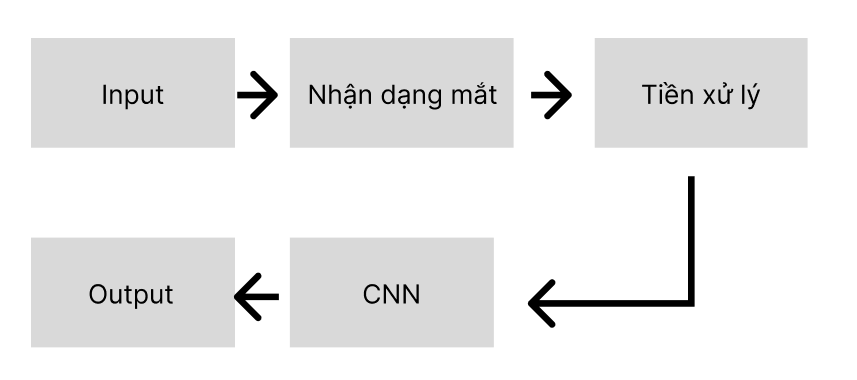 Input
Nhận dạng mắt
Tiền xử lý
CNN
Output